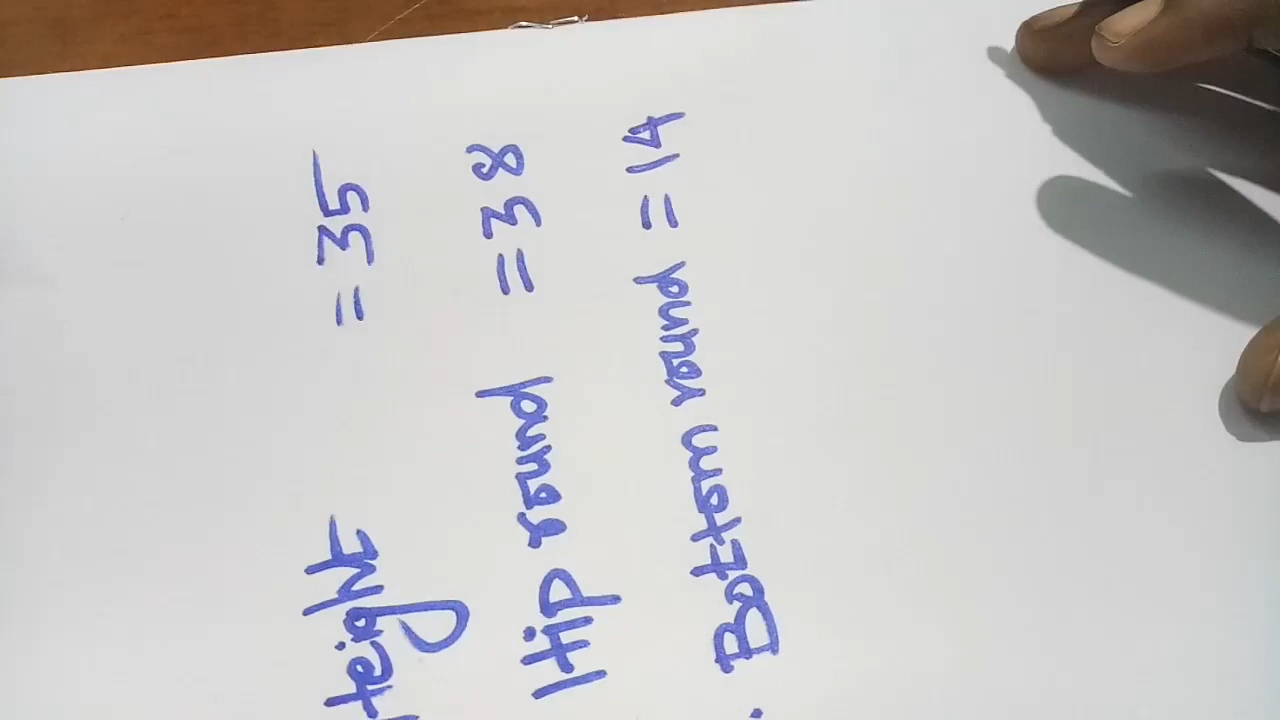 Height = 35
Hip round = 38
. Bottom round = 14